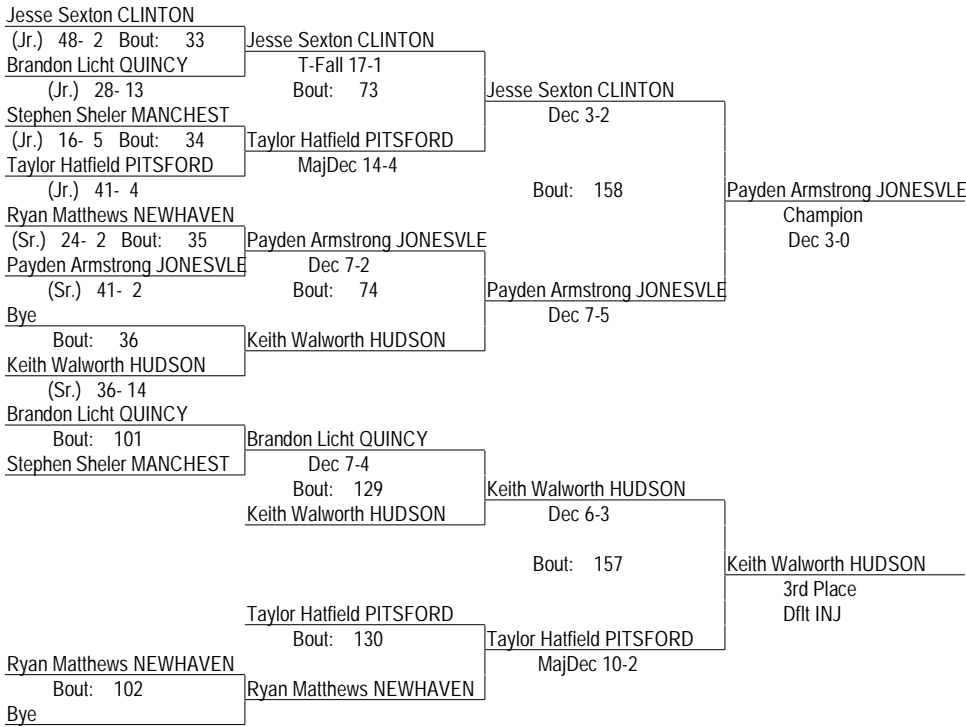 Jesse Sexton CLINTON
(Jr.) 48- 2 Bout: 33
Jesse Sexton CLINTON
Brandon Licht QUINCY
T-Fall 17-1
(Jr.) 28- 13
Bout: 73
Jesse Sexton CLINTON
Stephen Sheler MANCHEST
Dec 3-2
(Jr.) 16- 5 Bout: 34
Taylor Hatfield PITSFORD
Taylor Hatfield PITSFORD
MajDec 14-4
(Jr.) 41- 4
Bout: 158
Payden Armstrong JONESVLE
Ryan Matthews NEWHAVEN
Champion
(Sr.) 24- 2 Bout: 35
Payden Armstrong JONESVLE
Dec 3-0
Payden Armstrong JONESVLE
Dec 7-2
(Sr.) 41- 2
Bout: 74
Payden Armstrong JONESVLE
Bye
Dec 7-5
Bout: 36
Keith Walworth HUDSON
Keith Walworth HUDSON
(Sr.) 36- 14
Brandon Licht QUINCY
Bout: 101
Brandon Licht QUINCY
Stephen Sheler MANCHEST
Dec 7-4
Bout: 129
Keith Walworth HUDSON
Keith Walworth HUDSON
Dec 6-3
Bout: 157
Keith Walworth HUDSON
3rd Place
Taylor Hatfield PITSFORD
Dflt INJ
Bout: 130
Taylor Hatfield PITSFORD
Ryan Matthews NEWHAVEN
MajDec 10-2
Bout: 102
Ryan Matthews NEWHAVEN
Bye